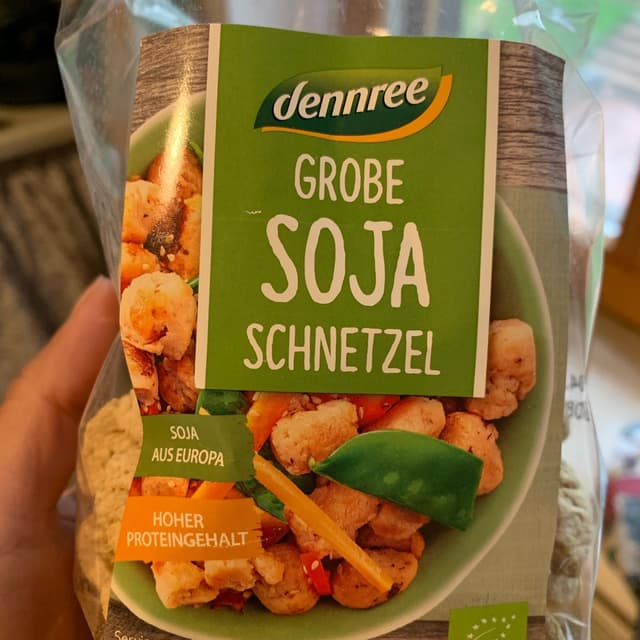 dennree
GROBE
SOJA
SCHNETZEL
SOJA
AUS EUROPA
HOHER
PROTEINGEHALT